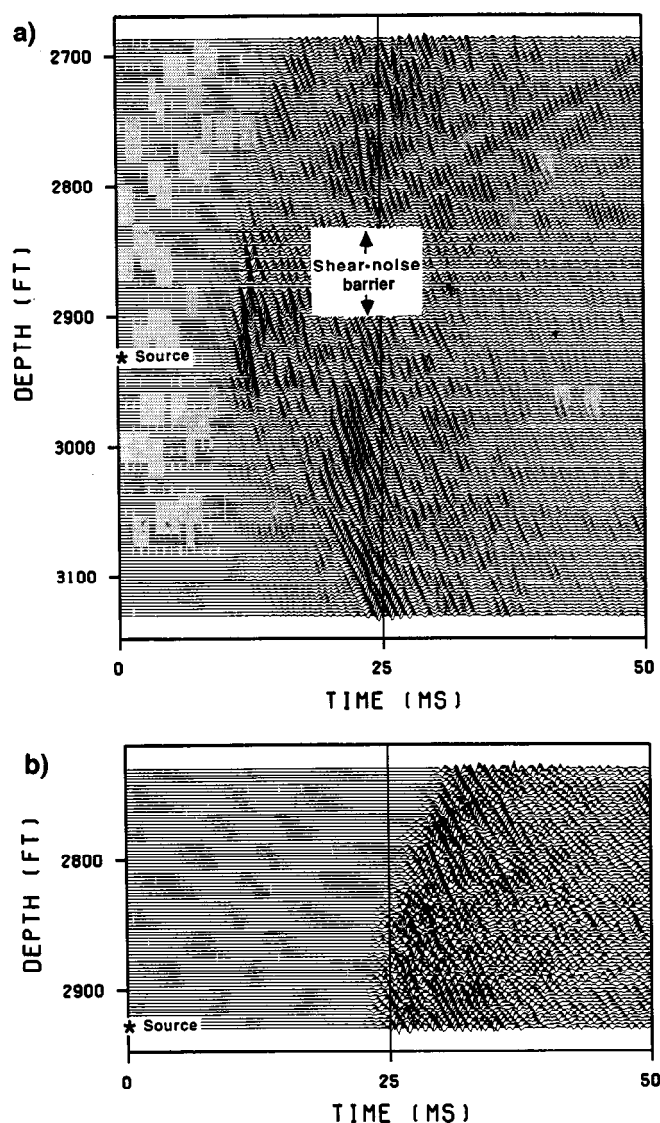 a)
2700
2800
2900
3000
3100
DEPTH (FT)
Shear-noise
barrier
* Source
0
25
50
TIME (MS)
b)
2800
2900
DEPTH (FT)
* Source
0
25
50
TIME (MS)